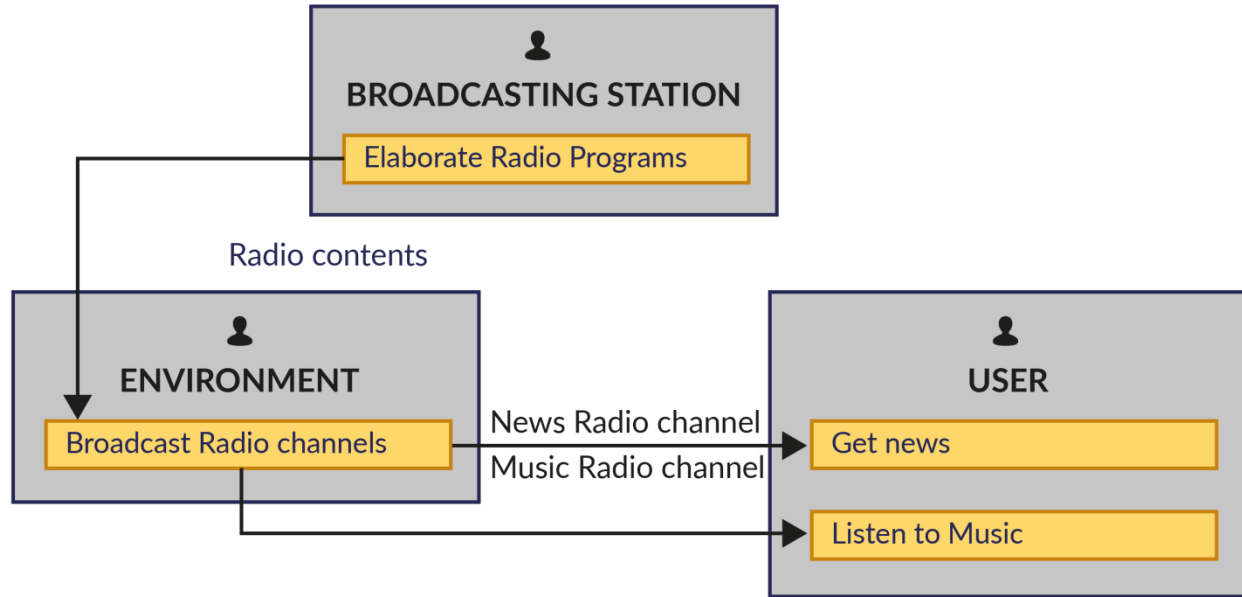 BROADCASTING STATION
Elaborate Radio Programs
Radio contents
ENVIRONMENT
Broadcast Radio channels
News Radio channel
Music Radio channel
USER
Get news
Listen to Music